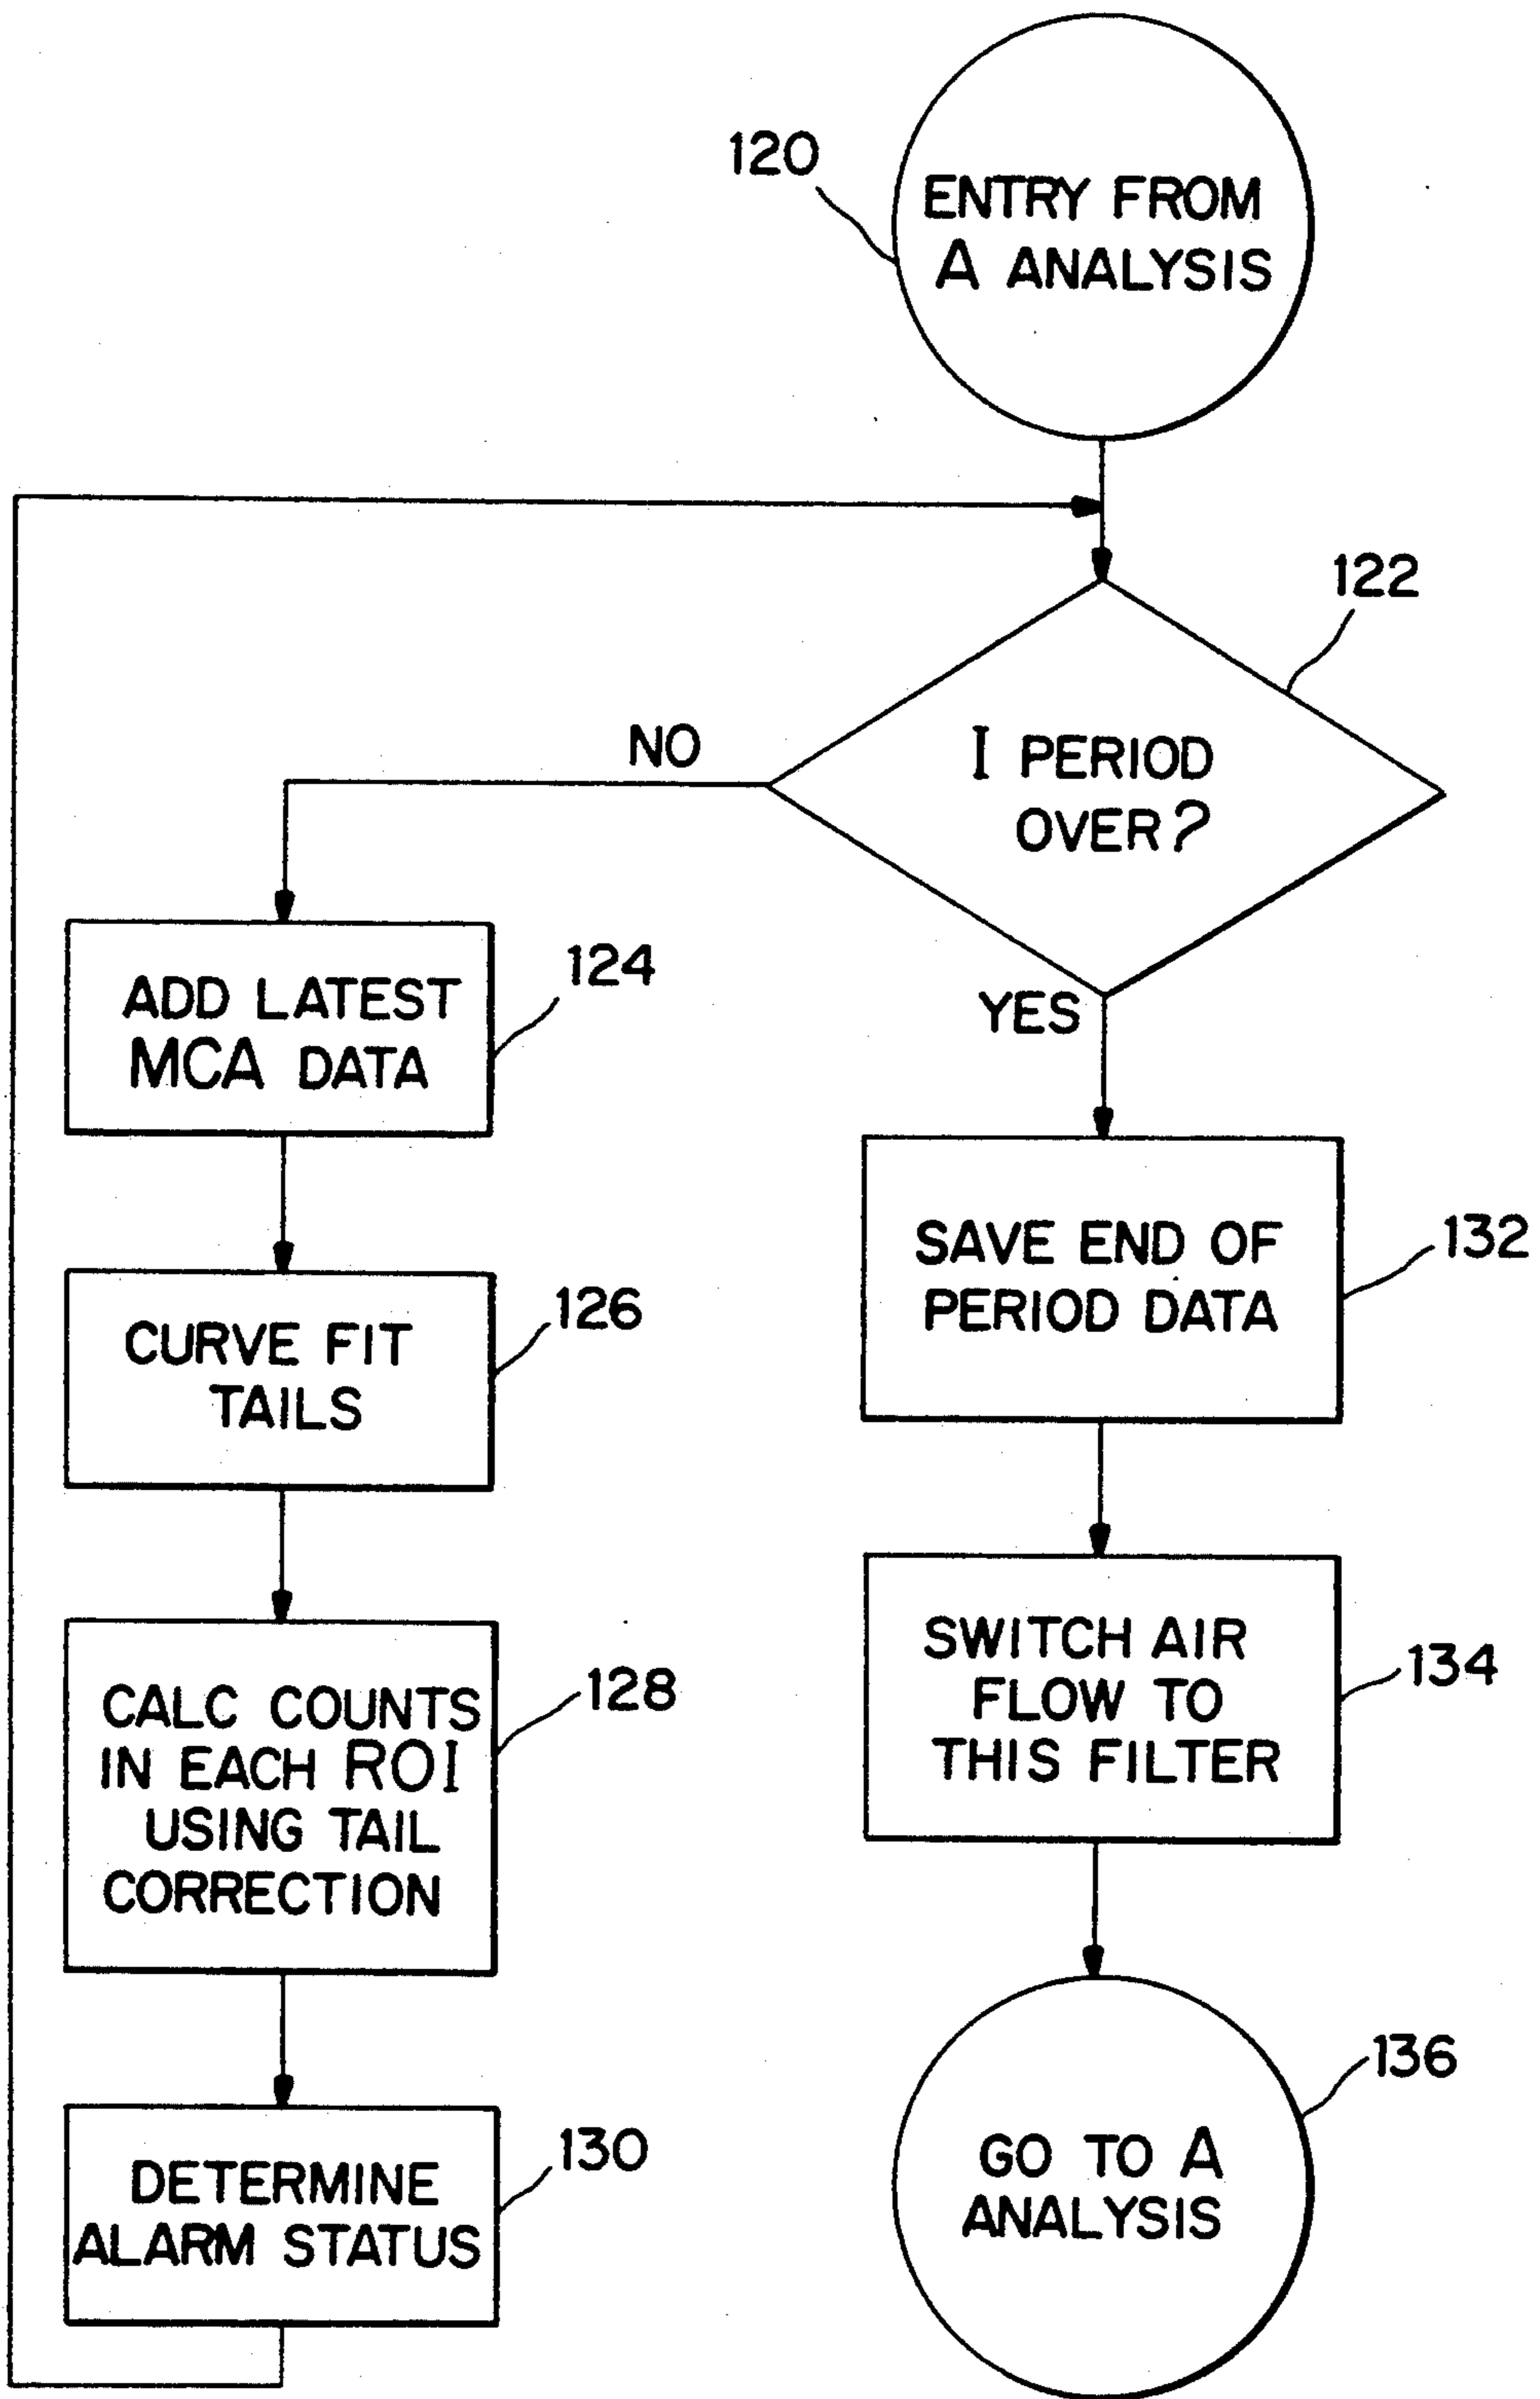 120
ENTRY FROM
A ANALYSIS
122
I PERIOD
OVER?
NO
YES
124
ADD LATEST
MCA DATA
126
CURVE FIT
TAILS
128
CALC COUNTS
IN EACH ROI
USING TAIL
CORRECTION
130
DETERMINE
ALARM STATUS
132
SAVE END OF
PERIOD DATA
134
SWITCH AIR
FLOW TO
THIS FILTER
136
GO TO A
ANALYSIS